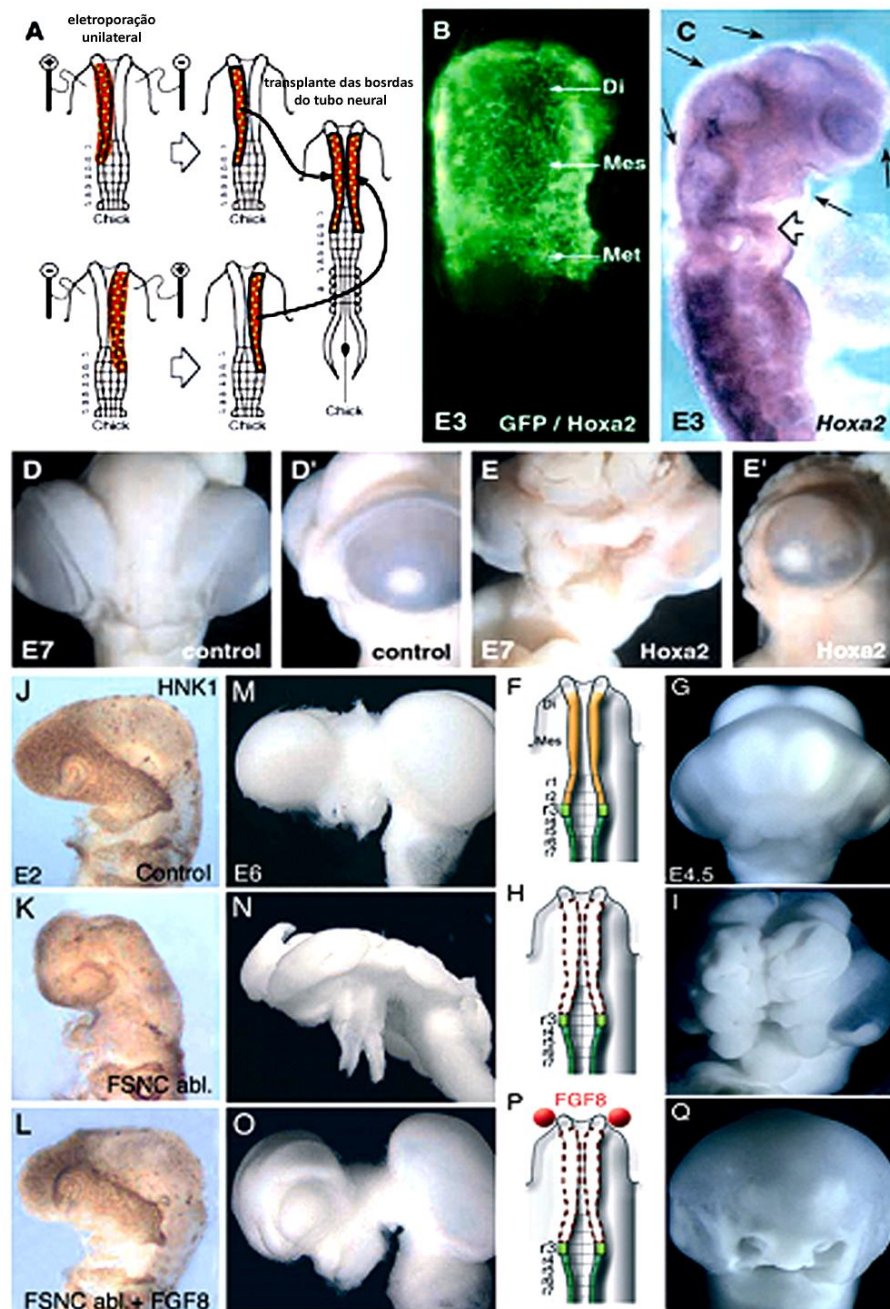 A
eletroporação
unilateral
transplante das bosrdas
do tubo neural
Chick
Chick
Chick
Chick
Chick
B
Di
Mes
Met
E3
GFP / Hoxa2
C
E3
Hoxa2
D
E7
control
D'
control
E
E7
Hoxa2
E'
Hoxa2
J
HNK1
E2
Control
M
E6
F
Di
Mes
G
E4.5
K
FSNC abl.
N
H
I
L
FSNC abl.+ FGF8
O
P
FGF8
Q